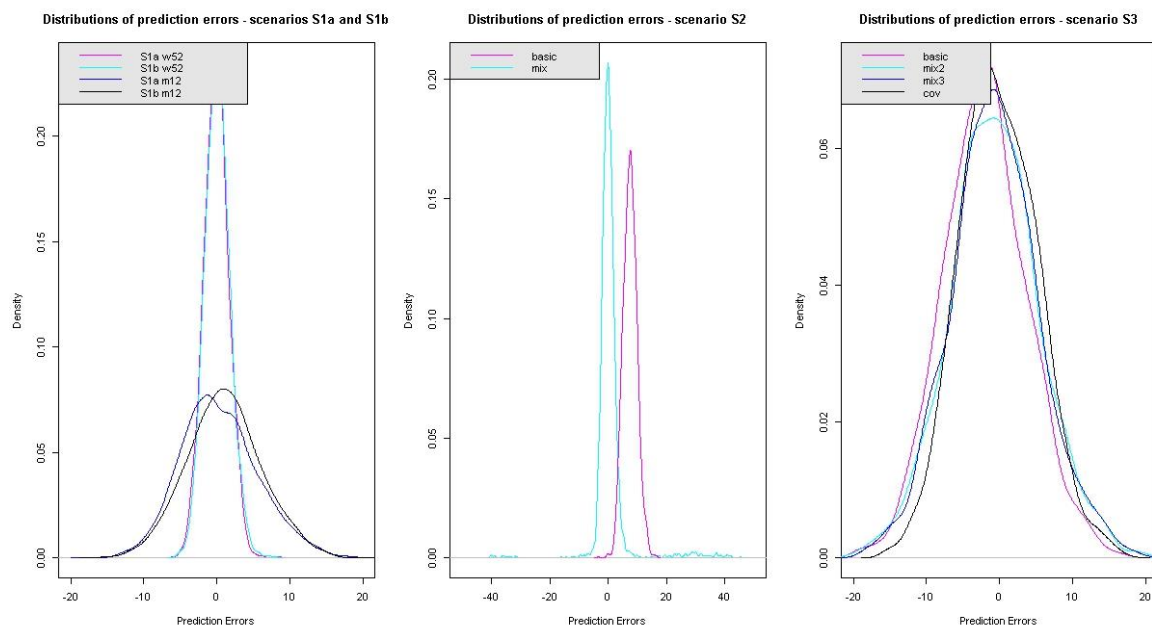 Distributions of prediction errors - scenarios S1a and S1b
S1a w52
S1b w52
S1a m12
S1b m12
0.20
0.15
0.10
0.05
0.00
Density
-20
-10
0
10
20
Prediction Errors
Distributions of prediction errors - scenario S2
basic
mix
0.20
0.15
0.10
0.05
0.00
Density
-40
-20
0
20
40
Prediction Errors
Distributions of prediction errors - scenario S3
basic
mix2
mix3
cov
0.06
0.04
0.02
0.00
Density
-20
-10
0
10
20
Prediction Errors